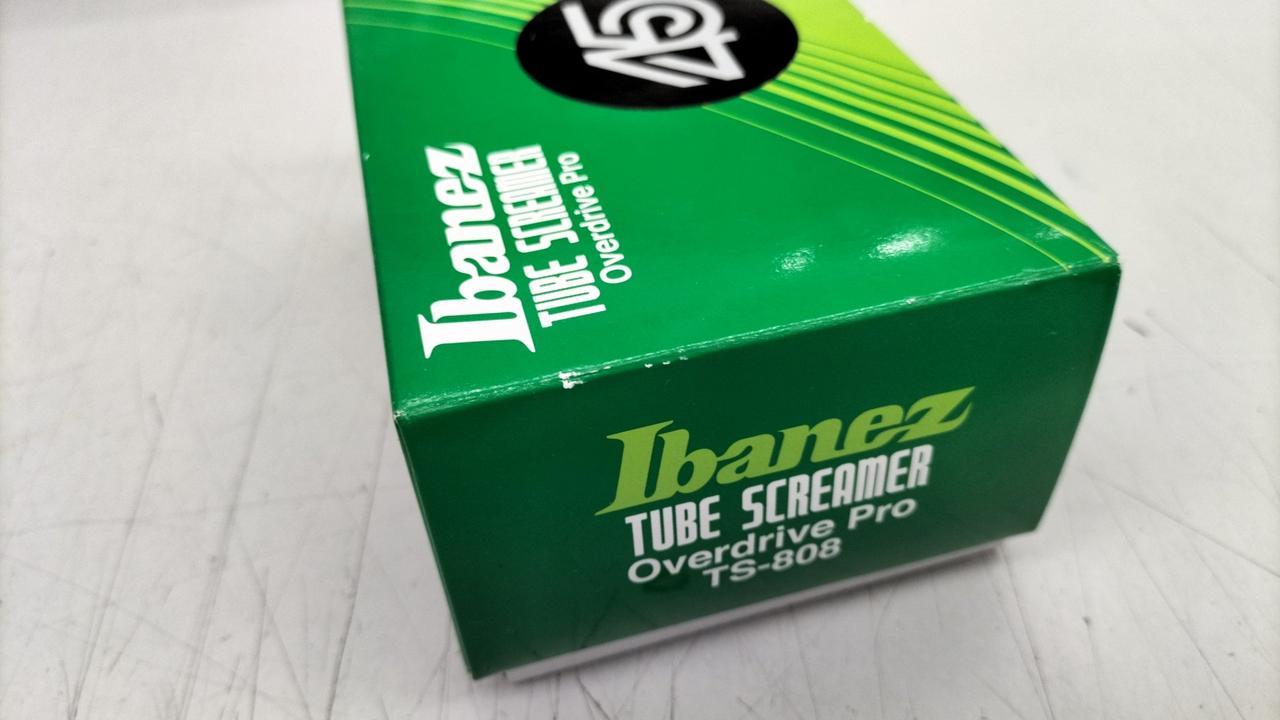 45
Ibanez
TUBE SCREAMER
Overdrive Pro
Ibanez
TUBE SCREAMER
Overdrive Pro
TS-808